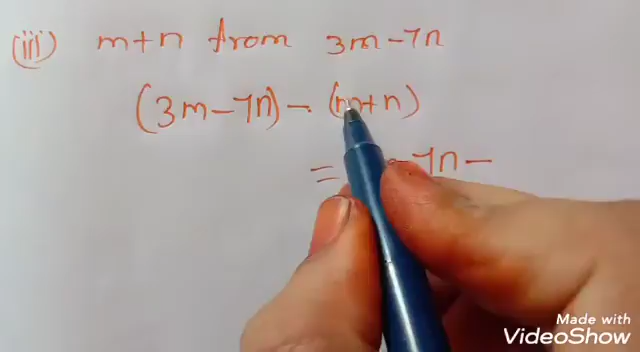 (iii) m+n from 3m-7n
(3m-7n) - (m+n)
= -7n -
Made with
VideoShow